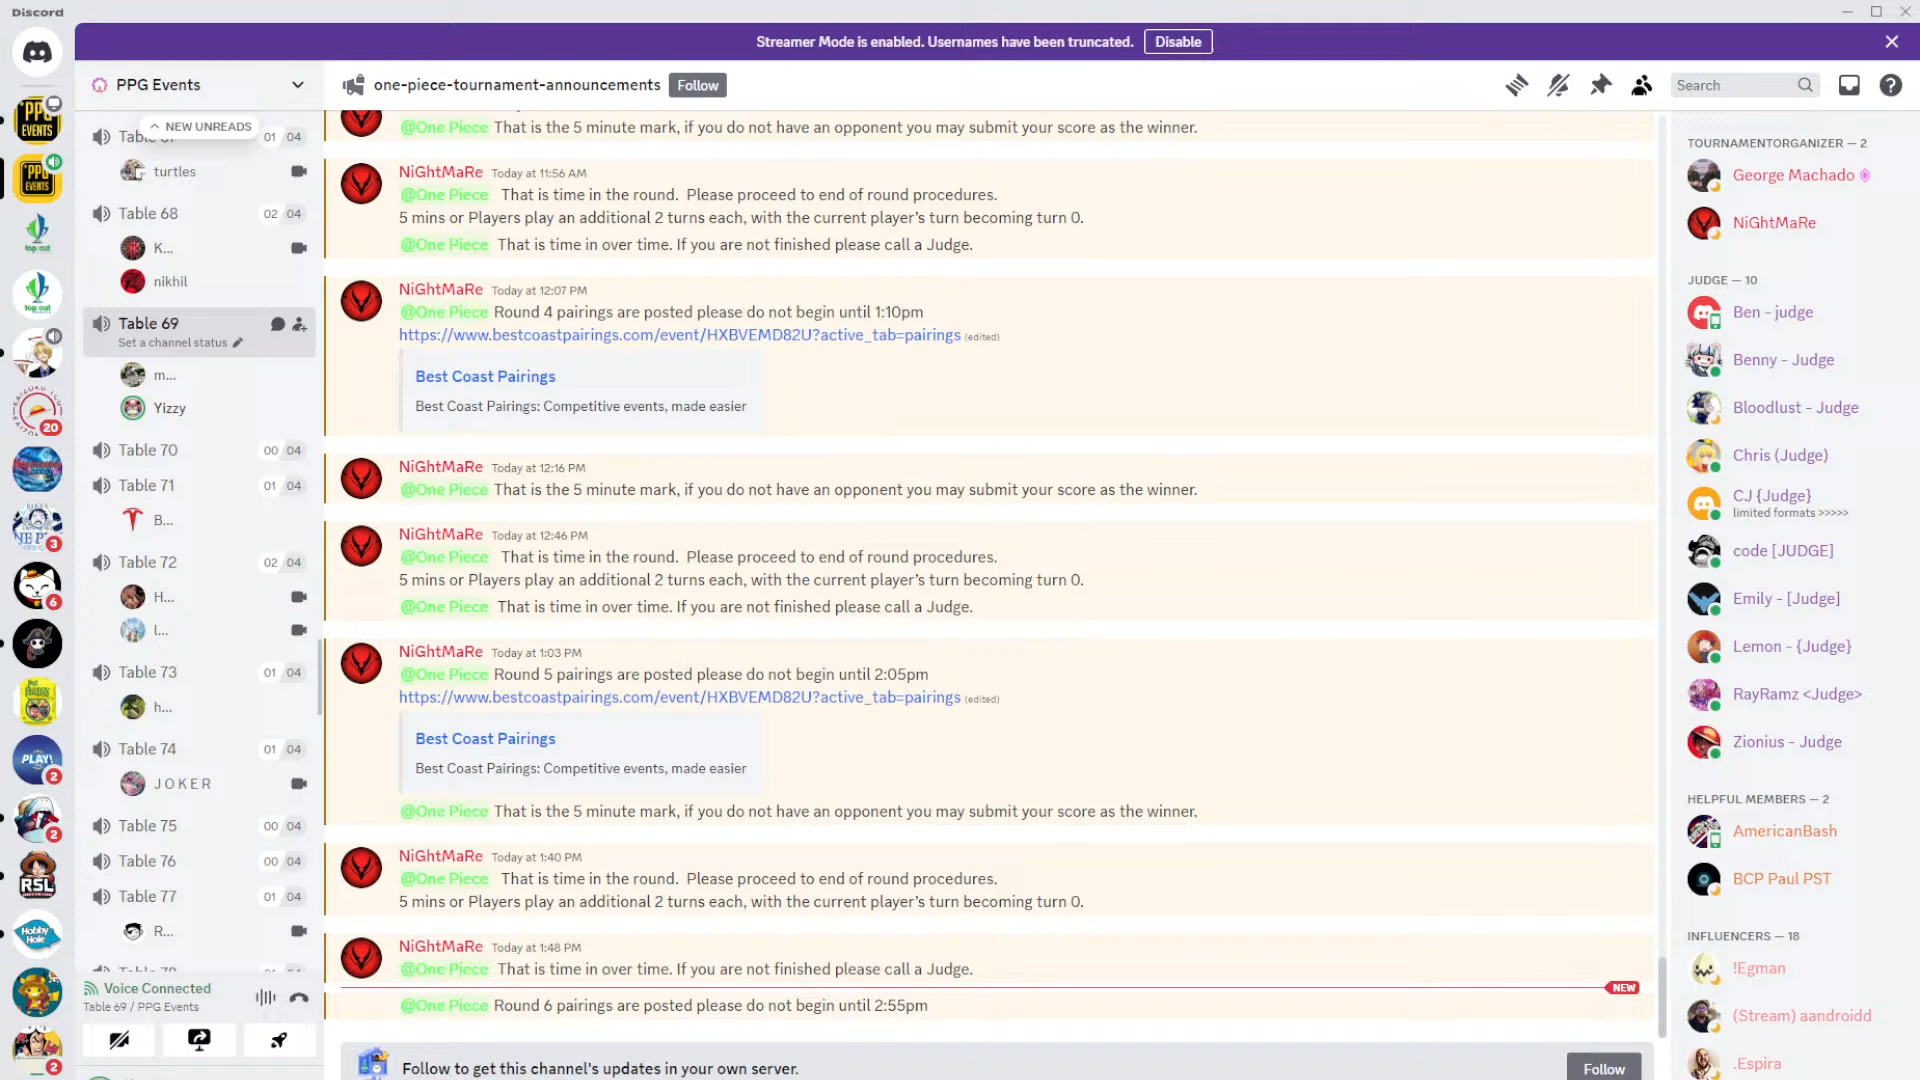 Discord
Streamer Mode is enabled. Usernames have been truncated.
Disable
PPG Events
one-piece-tournament-announcements
Follow
Search
NEW UNREADS
01 04
turtles
Table 68
02 04
K...
nikhil
Table 69
Set a channel status
m...
Yizzy
Table 70
00 04
Table 71
01 04
B...
Table 72
02 04
H...
l...
Table 73
01 04
h...
Table 74
01 04
J O K E R
Table 75
00 04
Table 76
00 04
Table 77
01 04
R...
Voice Connected
Table 69 / PPG Events
@One Piece That is the 5 minute mark, if you do not have an opponent you may submit your score as the winner.
NiGhtMaRe Today at 11:56 AM
@One Piece That is time in the round. Please proceed to end of round procedures.
5 mins or Players play an additional 2 turns each, with the current player's turn becoming turn 0.
@One Piece That is time in over time. If you are not finished please call a Judge.
NiGhtMaRe Today at 12:07 PM
@One Piece Round 4 pairings are posted please do not begin until 1:10pm
https://www.bestcoastpairings.com/event/HXBVEMD82U?active_tab=pairings (edited)
Best Coast Pairings
Best Coast Pairings: Competitive events, made easier
NiGhtMaRe Today at 12:16 PM
@One Piece That is the 5 minute mark, if you do not have an opponent you may submit your score as the winner.
NiGhtMaRe Today at 12:46 PM
@One Piece That is time in the round. Please proceed to end of round procedures.
5 mins or Players play an additional 2 turns each, with the current player's turn becoming turn 0.
@One Piece That is time in over time. If you are not finished please call a Judge.
NiGhtMaRe Today at 1:03 PM
@One Piece Round 5 pairings are posted please do not begin until 2:05pm
https://www.bestcoastpairings.com/event/HXBVEMD82U?active_tab=pairings (edited)
Best Coast Pairings
Best Coast Pairings: Competitive events, made easier
@One Piece That is the 5 minute mark, if you do not have an opponent you may submit your score as the winner.
NiGhtMaRe Today at 1:40 PM
@One Piece That is time in the round. Please proceed to end of round procedures.
5 mins or Players play an additional 2 turns each, with the current player's turn becoming turn 0.
NiGhtMaRe Today at 1:48 PM
@One Piece That is time in over time. If you are not finished please call a Judge.
NEW
@One Piece Round 6 pairings are posted please do not begin until 2:55pm
Follow to get this channel's updates in your own server.
Follow
TOURNAMENTORGANIZER — 2
George Machado
NiGhtMaRe
JUDGE — 10
Ben - judge
Benny - Judge
Bloodlust - Judge
Chris (Judge)
CJ {Judge}
limited formats >>>>>
code [JUDGE]
Emily - [Judge]
Lemon - {Judge}
RayRamz <Judge>
Zionius - Judge
HELPFUL MEMBERS — 2
AmericanBash
BCP Paul PST
INFLUENCERS — 18
!Egman
(Stream) aandroidd
.Espira
PPG
EVENTS
PPG
EVENTS
top cut
top cut
20
3
6
PLAY!
2
2
RSL
Hobby
Hole
2